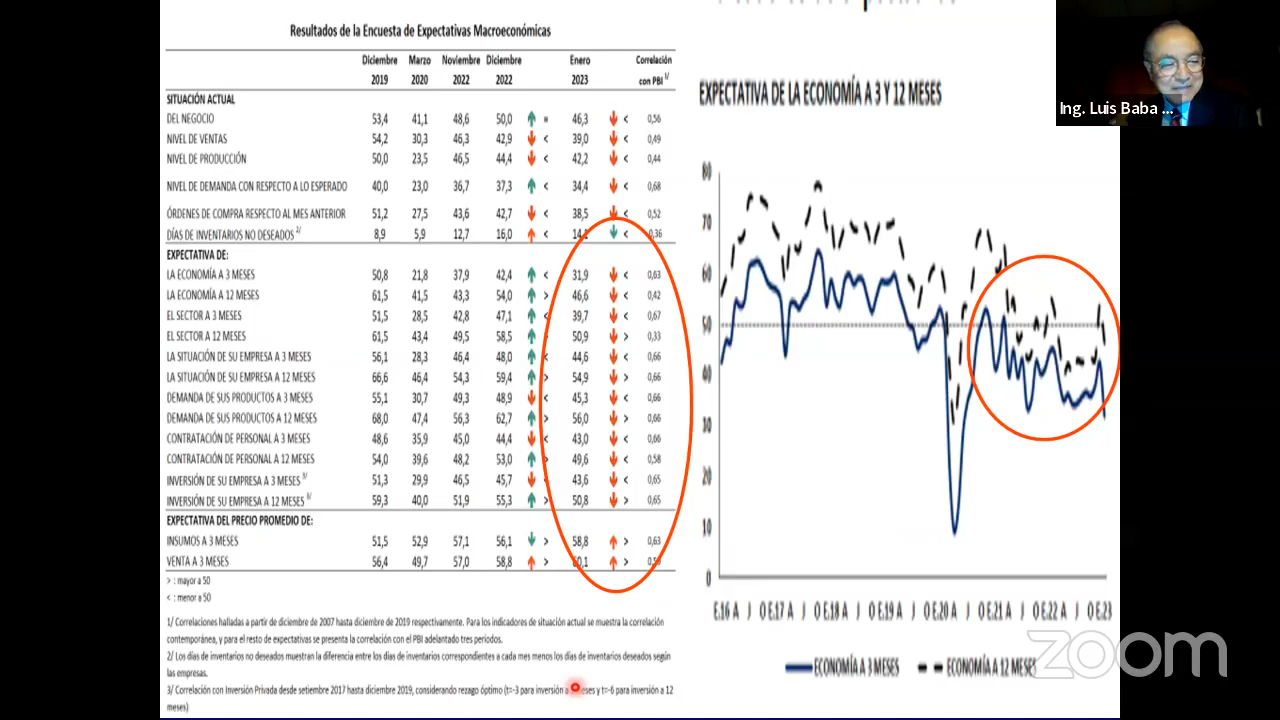 Resultados de la Encuesta de Expectativas Macroeconómicas
Diciembre Marzo Noviembre Diciembre Enero Correlación
2019 2020 2022 2022 2023 con PBI 1/
SITUACIÓN ACTUAL
DEL NEGOCIO 53,4 41,1 48,6 50,0 = 46,3 < 0,56
NIVEL DE VENTAS 54,2 30,3 46,3 42,9 < 39,0 < 0,49
NIVEL DE PRODUCCIÓN 50,0 23,5 46,5 44,4 < 42,2 < 0,44
NIVEL DE DEMANDA CON RESPECTO A LO ESPERADO 40,0 23,0 36,7 37,3 < 34,4 < 0,68
ÓRDENES DE COMPRA RESPECTO AL MES ANTERIOR 51,2 27,5 43,6 42,7 < 38,5 < 0,52
DÍAS DE INVENTARIOS NO DESEADOS 2/ 8,9 5,9 12,7 16,0 < < 0,36
EXPECTATIVA DE:
LA ECONOMÍA A 3 MESES 50,8 21,8 37,9 42,4 < 31,9 < 0,63
LA ECONOMÍA A 12 MESES 61,5 41,5 43,3 54,0 > 46,6 < 0,42
EL SECTOR A 3 MESES 51,5 28,5 42,8 47,1 < 39,7 < 0,67
EL SECTOR A 12 MESES 61,5 43,4 49,5 58,5 > 50,9 > 0,33
LA SITUACIÓN DE SU EMPRESA A 3 MESES 56,1 28,3 46,4 48,0 < 44,6 < 0,66
LA SITUACIÓN DE SU EMPRESA A 12 MESES 66,6 46,4 54,3 59,4 > 54,9 > 0,66
DEMANDA DE SUS PRODUCTOS A 3 MESES 55,1 30,7 49,3 48,9 < 45,3 < 0,66
DEMANDA DE SUS PRODUCTOS A 12 MESES 68,0 47,4 56,3 62,7 > 56,0 > 0,66
CONTRATACIÓN DE PERSONAL A 3 MESES 48,6 35,9 45,0 44,4 < 43,0 < 0,66
CONTRATACIÓN DE PERSONAL A 12 MESES 54,0 39,6 48,2 53,0 > 49,6 < 0,58
INVERSIÓN DE SU EMPRESA A 3 MESES 3/ 51,3 29,9 46,5 45,7 < 43,6 < 0,65
INVERSIÓN DE SU EMPRESA A 12 MESES 3/ 59,3 40,0 51,9 55,3 > 50,8 > 0,65
EXPECTATIVA DEL PRECIO PROMEDIO DE:
INSUMOS A 3 MESES 51,5 52,9 57,1 56,1 > 58,8 > 0,63
VENTA A 3 MESES 56,4 49,7 57,0 58,8 > >
> : mayor a 50
< : menor a 50
1/ Correlaciones halladas a partir de diciembre de 2007 hasta diciembre de 2019 respectivamente. Para los indicadores de situación actual se muestra la correlación
contemporánea, y para el resto de expectativas se presenta la correlación con el PBI adelantado tres periodos.
2/ Los días de inventarios no deseados muestran la diferencia entre los días de inventarios correspondientes a cada mes menos los días de inventarios deseados según
las empresas.
3/ Correlación con Inversión Privada desde setiembre 2017 hasta diciembre 2019, considerando rezago óptimo (t=-3 para inversión a meses y t=-6 para inversión a 12
meses)
EXPECTATIVA DE LA ECONOMÍA A 3 Y 12 MESES
80
70
60
50
40
30
20
10
0
E.16 A J O E.17 A J O E.18 A J O E.19 A J O E.20 A J O E.21 A J O E.22 A J O E.23
ECONOMÍA A 3 MESES ECONOMÍA A 12 MESES
Ing. Luis Baba ...
zoom